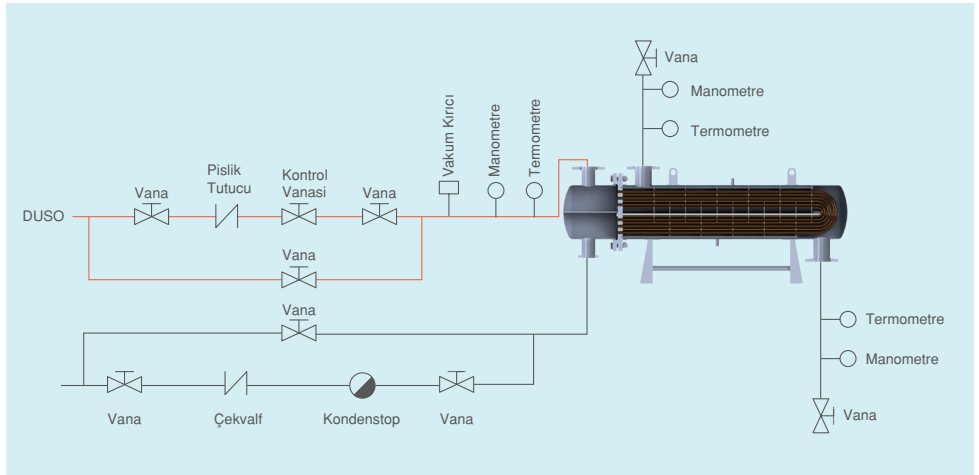 Vana
Manometre
Termometre
Vakum Kırıcı
Manometre
Termometre
Pislik
Tutucu
Kontrol
Vanasi
Vana
Vana
DUSO
Vana
Vana
Termometre
Manometre
Vana
Vana
Çekvalf
Kondenstop
Vana